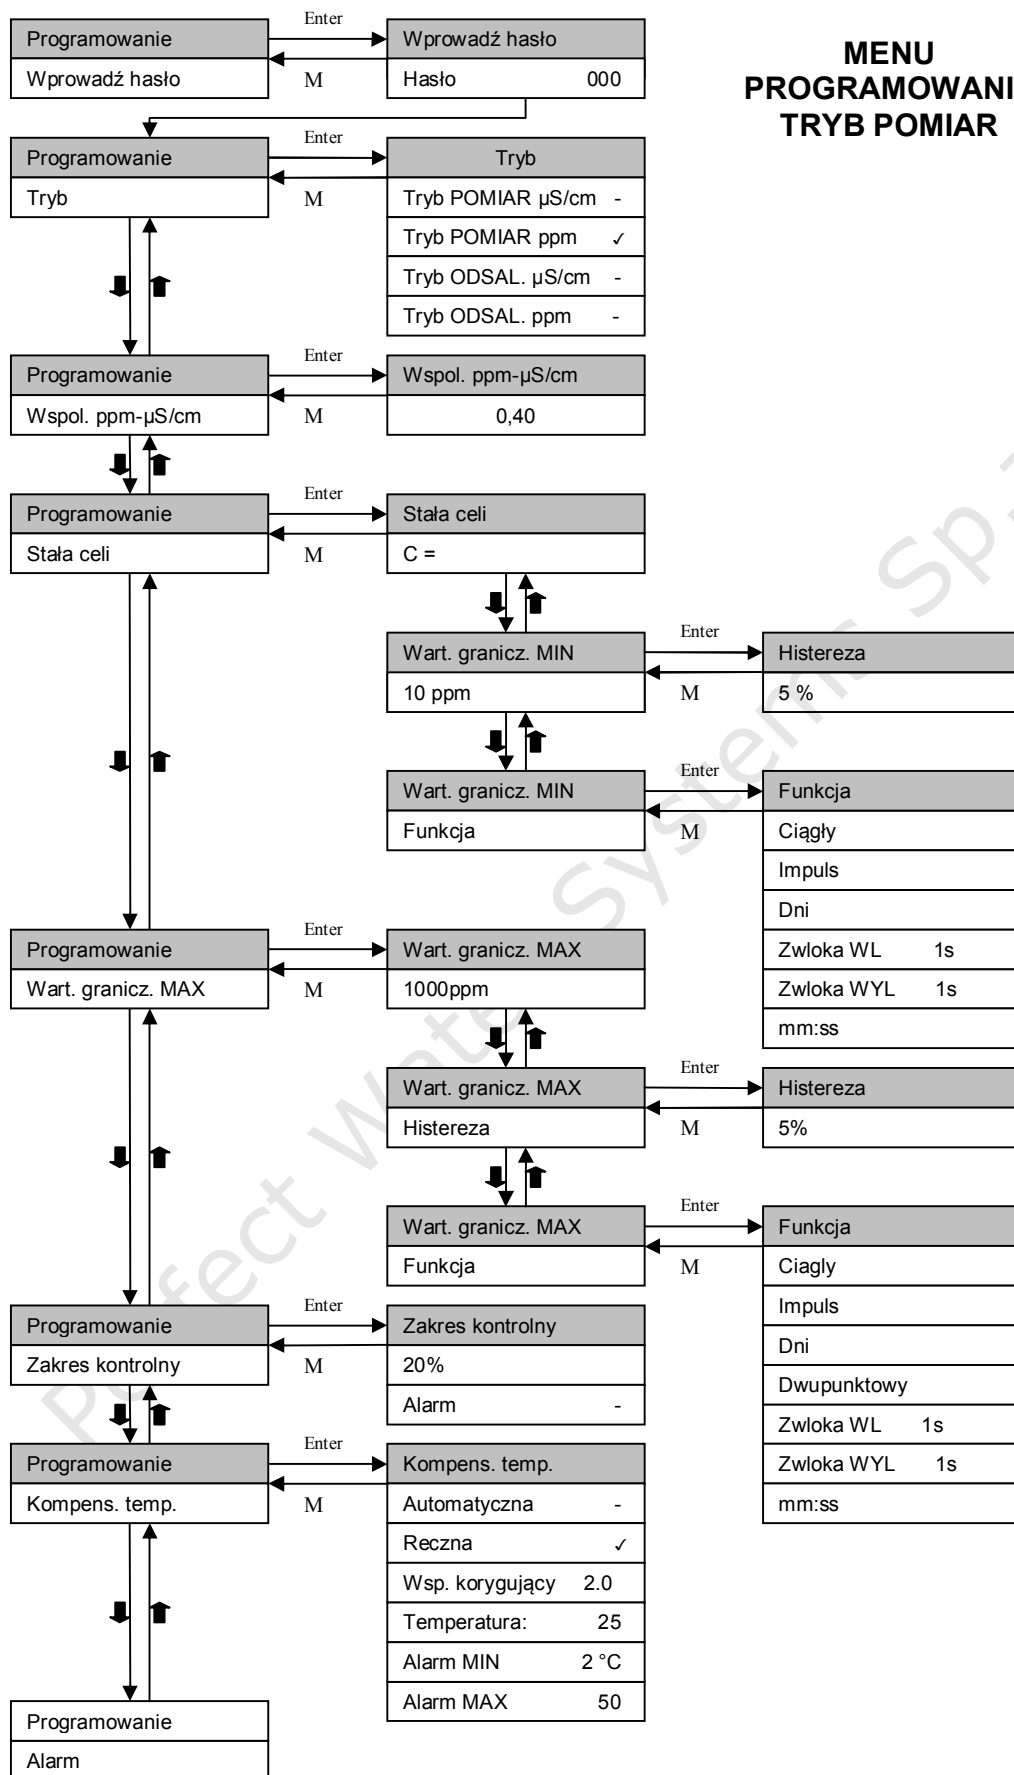 MENU
PROGRAMOWANI
TRYB POMIAR
Programowanie
Wprowadź hasło
Enter
M
Wprowadź hasło
Hasło 000
Programowanie
Tryb
Enter
M
Tryb
Tryb POMIAR µS/cm -
Tryb POMIAR ppm ✓
Tryb ODSAL. µS/cm -
Tryb ODSAL. ppm -
Programowanie
Wspol. ppm-µS/cm
Enter
M
Wspol. ppm-µS/cm
0,40
Programowanie
Stała celi
Enter
M
Stała celi
C =
Wart. granicz. MIN
10 ppm
Enter
M
Histereza
5 %
Wart. granicz. MIN
Funkcja
Enter
M
Funkcja
Ciągły
Impuls
Dni
Zwloka WL 1s
Zwloka WYL 1s
mm:ss
Programowanie
Wart. granicz. MAX
Enter
M
Wart. granicz. MAX
1000ppm
Wart. granicz. MAX
Histereza
Enter
M
Histereza
5%
Wart. granicz. MAX
Funkcja
Enter
M
Funkcja
Ciagly
Impuls
Dni
Dwupunktowy
Zwloka WL 1s
Zwloka WYL 1s
mm:ss
Programowanie
Zakres kontrolny
Enter
M
Zakres kontrolny
20%
Alarm -
Programowanie
Kompens. temp.
Enter
M
Kompens. temp.
Automatyczna -
Reczna ✓
Wsp. korygujący 2.0
Temperatura: 25
Alarm MIN 2 °C
Alarm MAX 50
Programowanie
Alarm
Perfect Water Systems Sp.